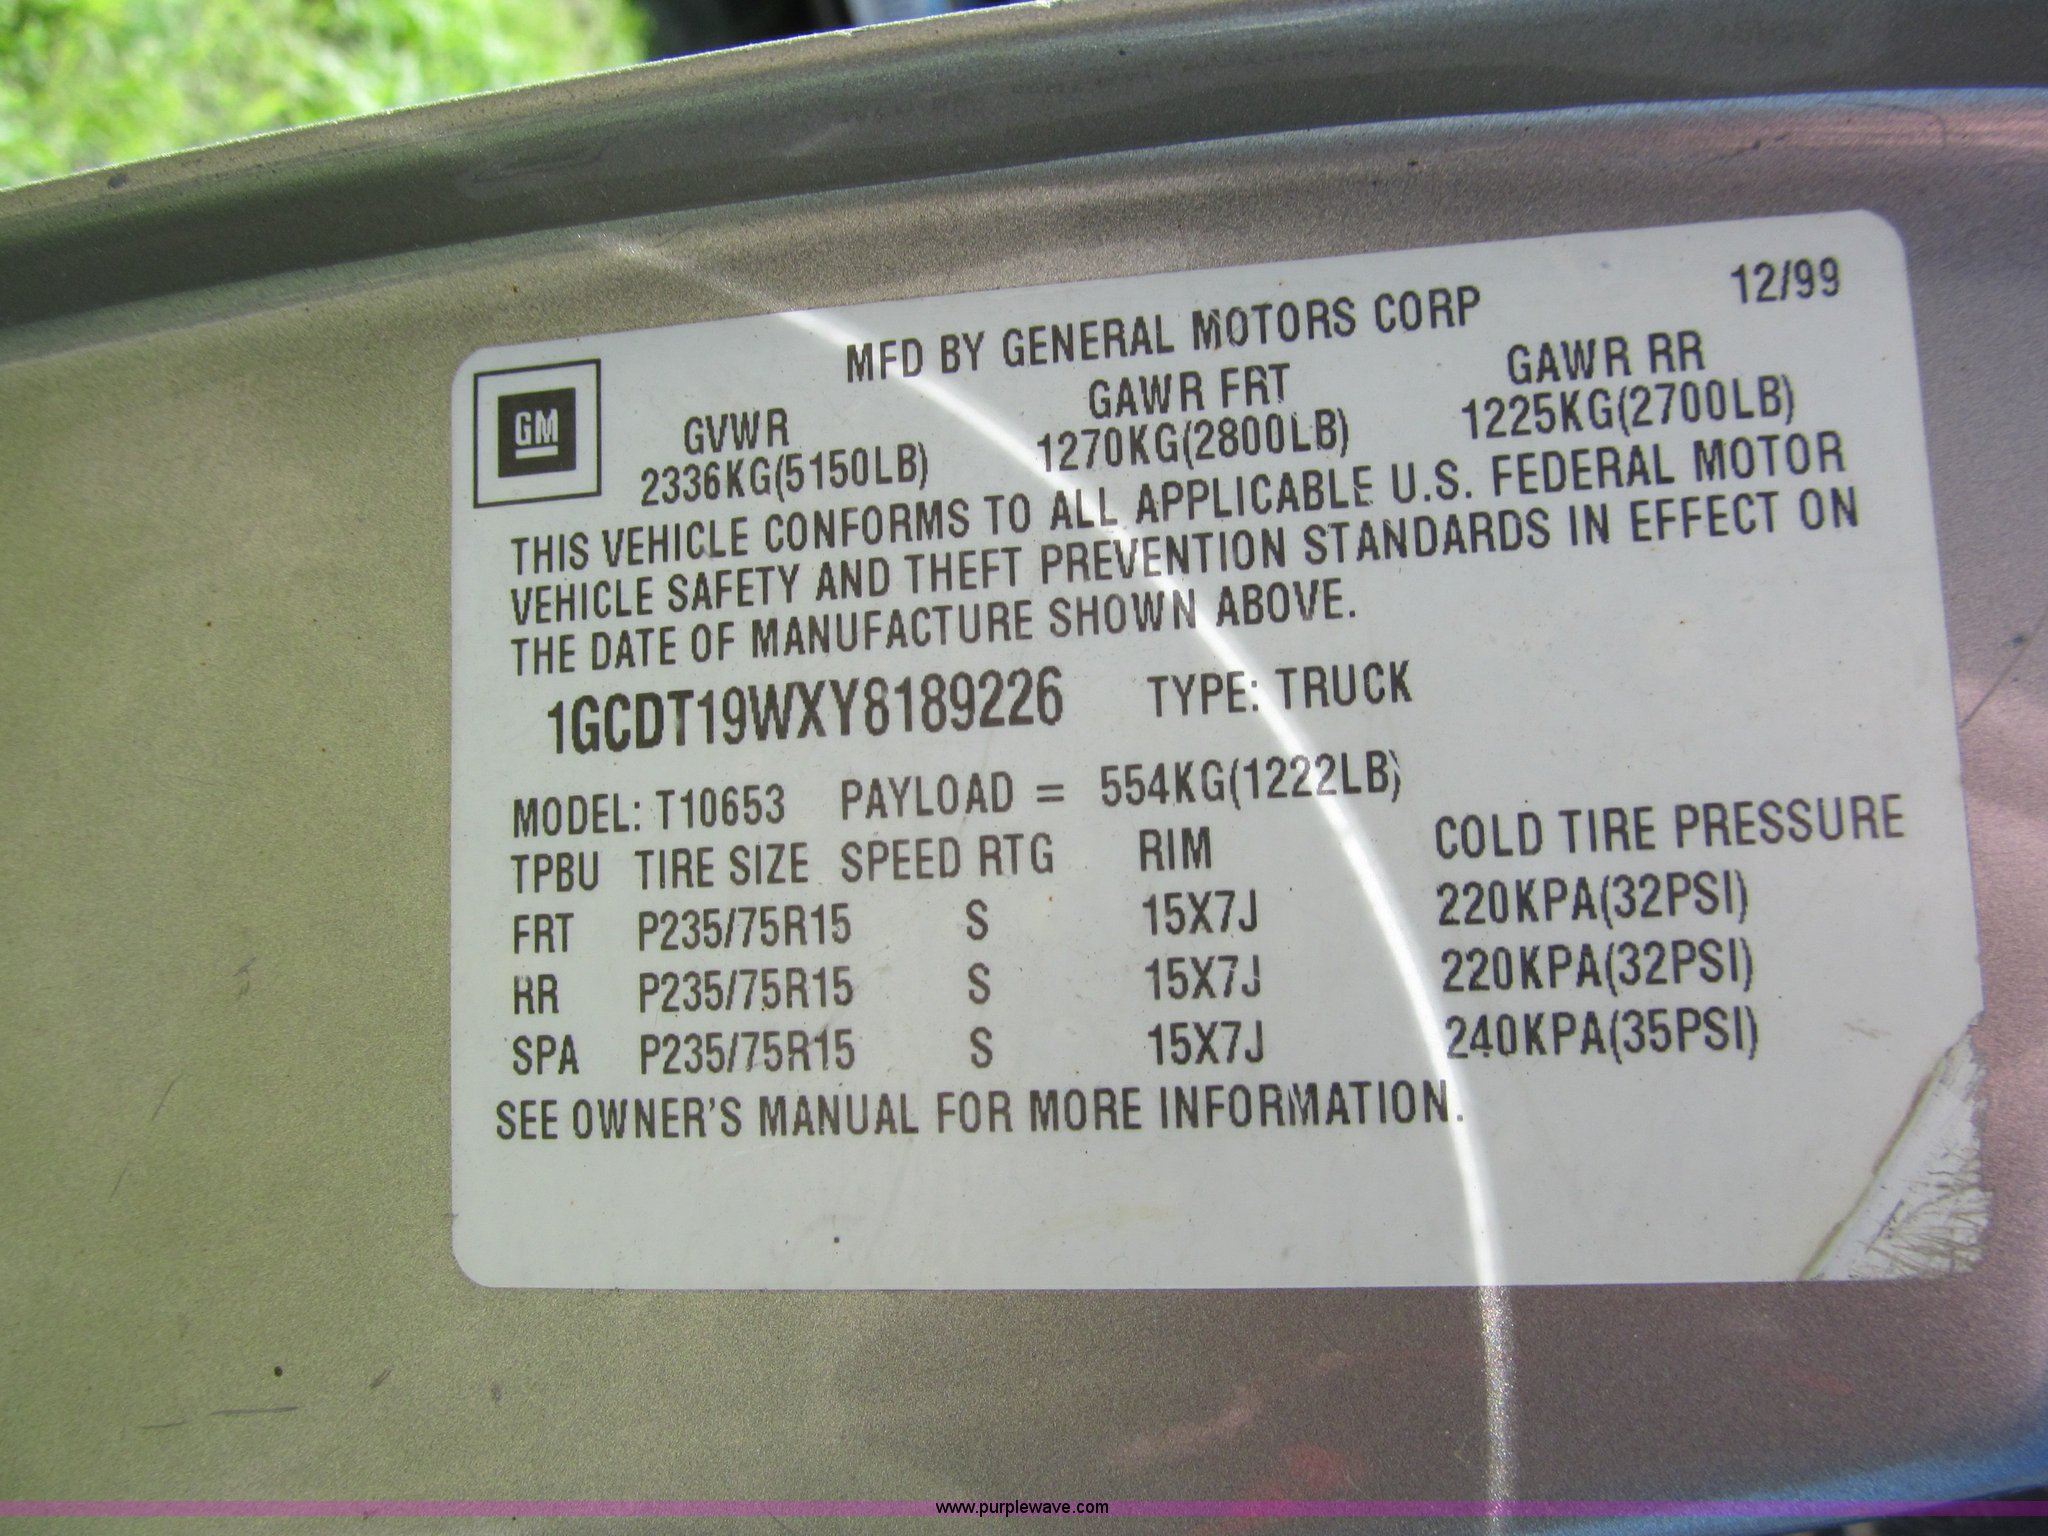 12/99
MFD BY GENERAL MOTORS CORP
GM
GVWR GAWR FRT GAWR RR
2336KG(5150LB) 1270KG(2800LB) 1225KG(2700LB)
THIS VEHICLE CONFORMS TO ALL APPLICABLE U.S. FEDERAL MOTOR
VEHICLE SAFETY AND THEFT PREVENTION STANDARDS IN EFFECT ON
THE DATE OF MANUFACTURE SHOWN ABOVE.
1GCDT19WXY8189226 TYPE: TRUCK
MODEL: T10653 PAYLOAD = 554KG(1222LB)
TPBU TIRE SIZE SPEED RTG RIM COLD TIRE PRESSURE
FRT P235/75R15 S 15X7J 220KPA(32PSI)
RR P235/75R15 S 15X7J 220KPA(32PSI)
SPA P235/75R15 S 15X7J 240KPA(35PSI)
SEE OWNER'S MANUAL FOR MORE INFORMATION.
www.purplewave.com